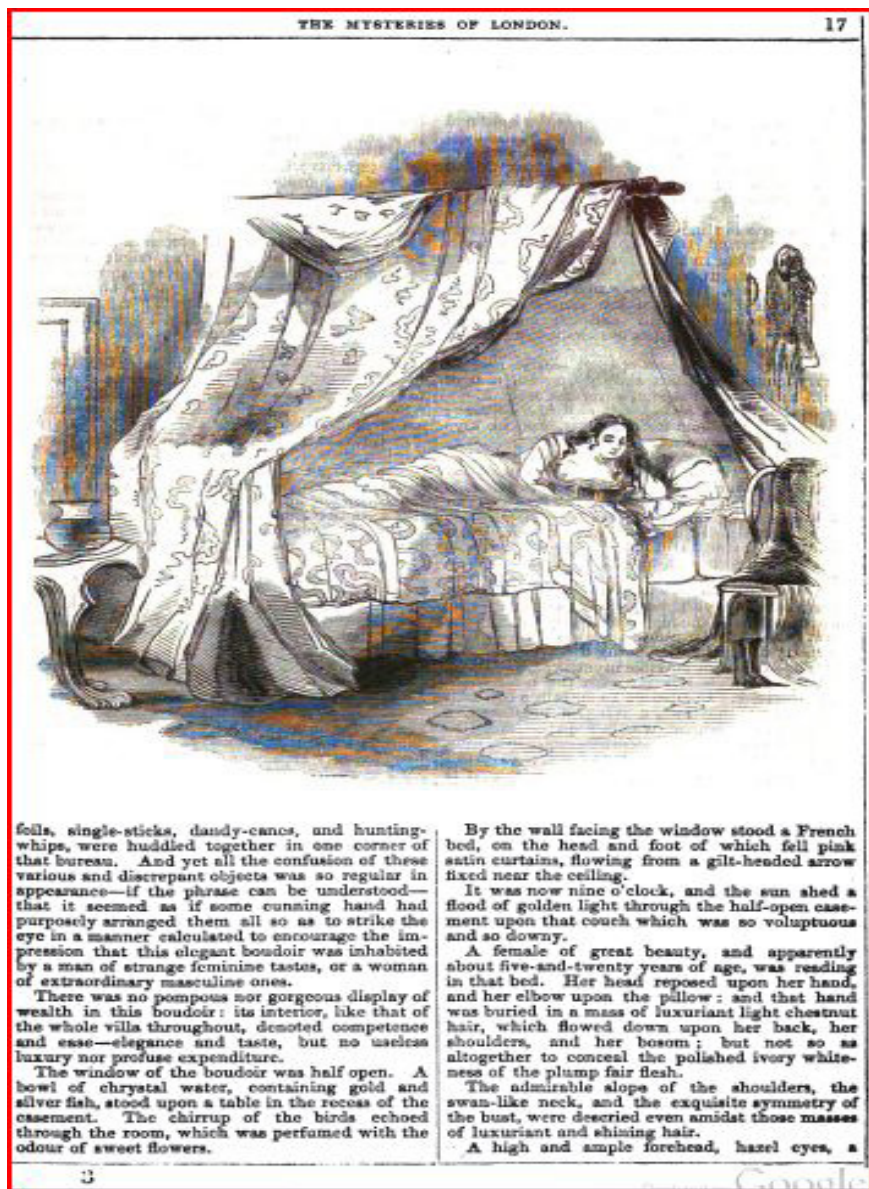 THE MYSTERIES OF LONDON.
17
foils, single-sticks, dandy-canes, and hunting-
whips, were huddled together in one corner of
that bureau. And yet all the confusion of these
various and discrepant objects was so regular in
appearance—if the phrase can be understood—
that it seemed as if some cunning hand had
purposely arranged them all so as to strike the
eye in a manner calculated to encourage the im-
pression that this elegant boudoir was inhabited
by a man of strange feminine tastes, or a woman
of extraordinary masculine ones.
There was no pompous nor gorgeous display of
wealth in this boudoir: its interior, like that of
the whole villa throughout, denoted competence
and ease—elegance and taste, but no useless
luxury nor profuse expenditure.
The window of the boudoir was half open. A
bowl of chrystal water, containing gold and
silver fish, stood upon a table in the recess of the
casement. The chirrup of the birds echoed
through the room, which was perfumed with the
odour of sweet flowers.
By the wall facing the window stood a French
bed, on the head and foot of which fell pink
satin curtains, flowing from a gilt-headed arrow
fixed near the ceiling.
It was now nine o'clock, and the sun shed a
flood of golden light through the half-open case-
ment upon that couch which was so voluptuous
and so downy.
A female of great beauty, and apparently
about five-and-twenty years of age, was reading
in that bed. Her head reposed upon her hand,
and her elbow upon the pillow: and that hand
was buried in a mass of luxuriant light chestnut
hair, which flowed down upon her back, her
shoulders, and her bosom; but not so as
altogether to conceal the polished ivory white-
ness of the plump fair flesh.
The admirable slope of the shoulders, the
swan-like neck, and the exquisite symmetry of
the bust, were descried even amidst those masses
of luxuriant and shining hair.
A high and ample forehead, hazel eyes, a
3
Google